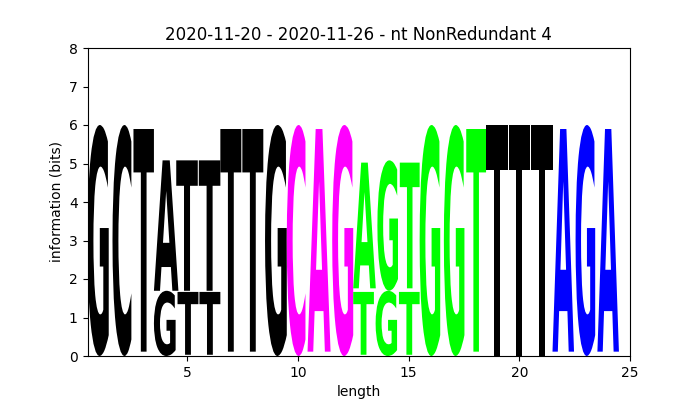 2020-11-20 - 2020-11-26 - nt NonRedundant 4
8
7
6
5
4
3
2
1
0
information (bits)
GCTATTTTGCAGAGTGGTTTTAGA
GTTTGT
5 10 15 20 25
length